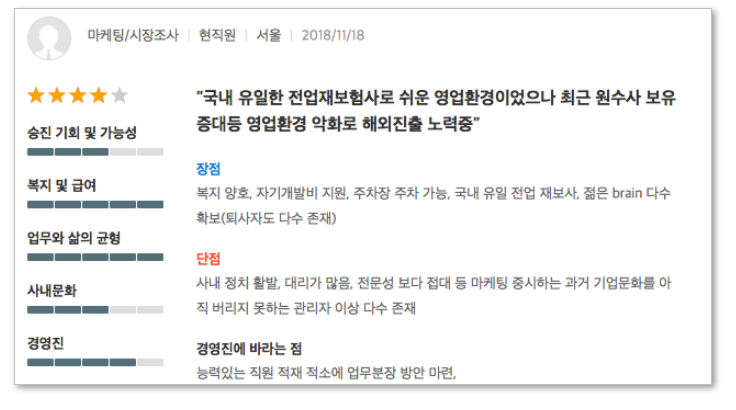 마케팅/시장조사 | 현직원 | 서울 | 2018/11/18
"국내 유일한 전업재보험사로 쉬운 영업환경이었으나 최근 원수사 보유
증대등 영업환경 악화로 해외진출 노력중"
승진 기회 및 가능성
복지 및 급여
업무와 삶의 균형
사내문화
경영진
장점
복지 양호, 자기개발비 지원, 주차장 주차 가능, 국내 유일 전업 재보사, 젊은 brain 다수
확보(퇴사자도 다수 존재)
단점
사내 정치 활발, 대리가 많음, 전문성 보다 접대 등 마케팅 중시하는 과거 기업문화를 아
직 버리지 못하는 관리자 이상 다수 존재
경영진에 바라는 점
능력있는 직원 적재 적소에 업무분장 방안 마련,